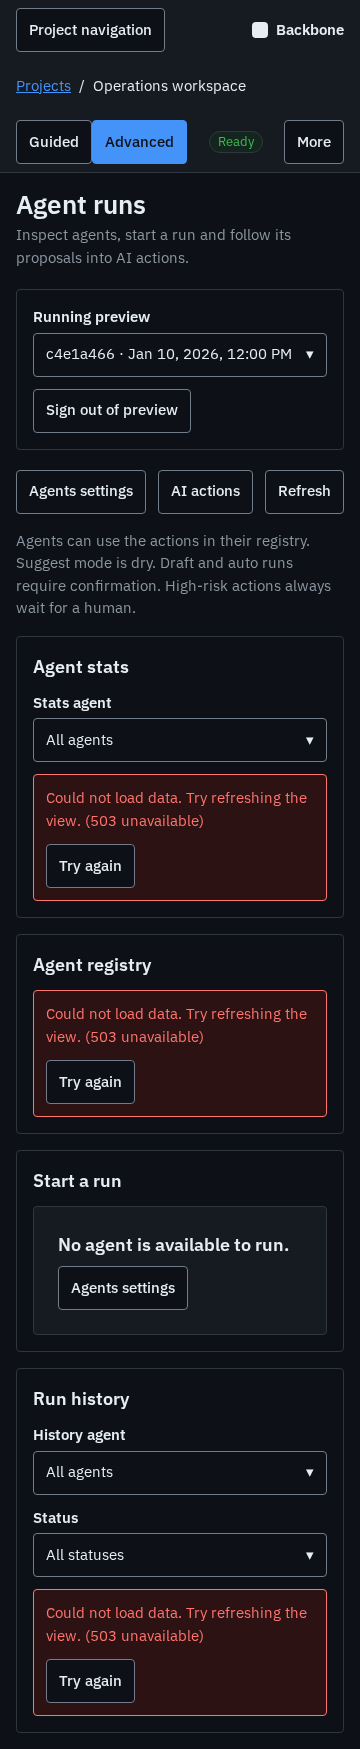 Project navigation
Backbone
Projects / Operations workspace
Guided
Advanced
Ready
More
Agent runs
Inspect agents, start a run and follow its
proposals into AI actions.
Running preview
c4e1a466 · Jan 10, 2026, 12:00 PM ▾
Sign out of preview
Agents settings
AI actions
Refresh
Agents can use the actions in their registry.
Suggest mode is dry. Draft and auto runs
require confirmation. High-risk actions always
wait for a human.
Agent stats
Stats agent
All agents ▾
Could not load data. Try refreshing the
view. (503 unavailable)
Try again
Agent registry
Could not load data. Try refreshing the
view. (503 unavailable)
Try again
Start a run
No agent is available to run.
Agents settings
Run history
History agent
All agents ▾
Status
All statuses ▾
Could not load data. Try refreshing the
view. (503 unavailable)
Try again